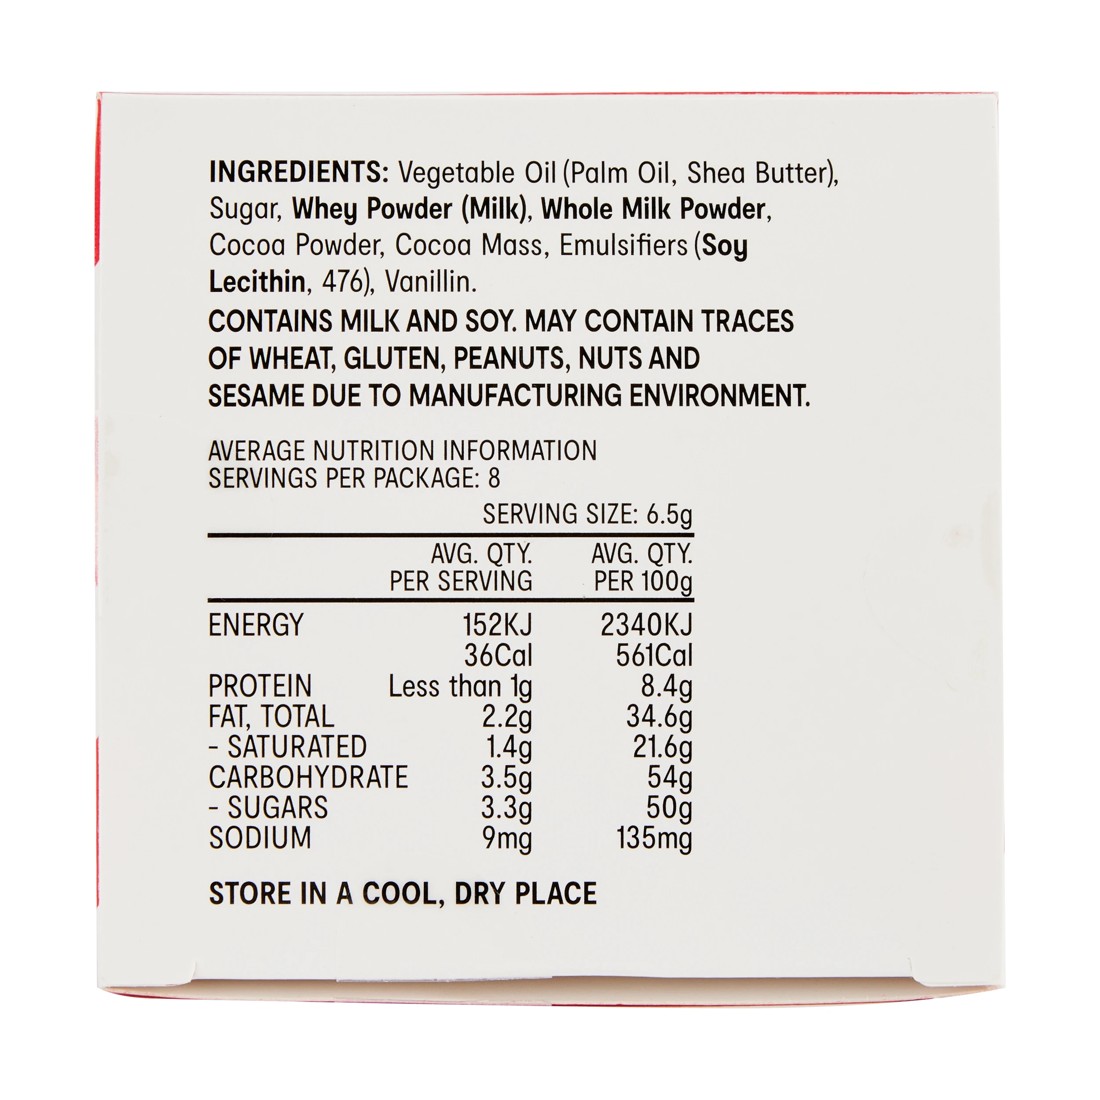 INGREDIENTS: Vegetable Oil (Palm Oil, Shea Butter),
Sugar, Whey Powder (Milk), Whole Milk Powder,
Cocoa Powder, Cocoa Mass, Emulsifiers (Soy
Lecithin, 476), Vanillin.
CONTAINS MILK AND SOY. MAY CONTAIN TRACES
OF WHEAT, GLUTEN, PEANUTS, NUTS AND
SESAME DUE TO MANUFACTURING ENVIRONMENT.
AVERAGE NUTRITION INFORMATION
SERVINGS PER PACKAGE: 8
SERVING SIZE: 6.5g
AVG. QTY. AVG. QTY.
PER SERVING PER 100g
ENERGY 152KJ 2340KJ
36Cal 561Cal
PROTEIN Less than 1g 8.4g
FAT, TOTAL 2.2g 34.6g
- SATURATED 1.4g 21.6g
CARBOHYDRATE 3.5g 54g
- SUGARS 3.3g 50g
SODIUM 9mg 135mg
STORE IN A COOL, DRY PLACE